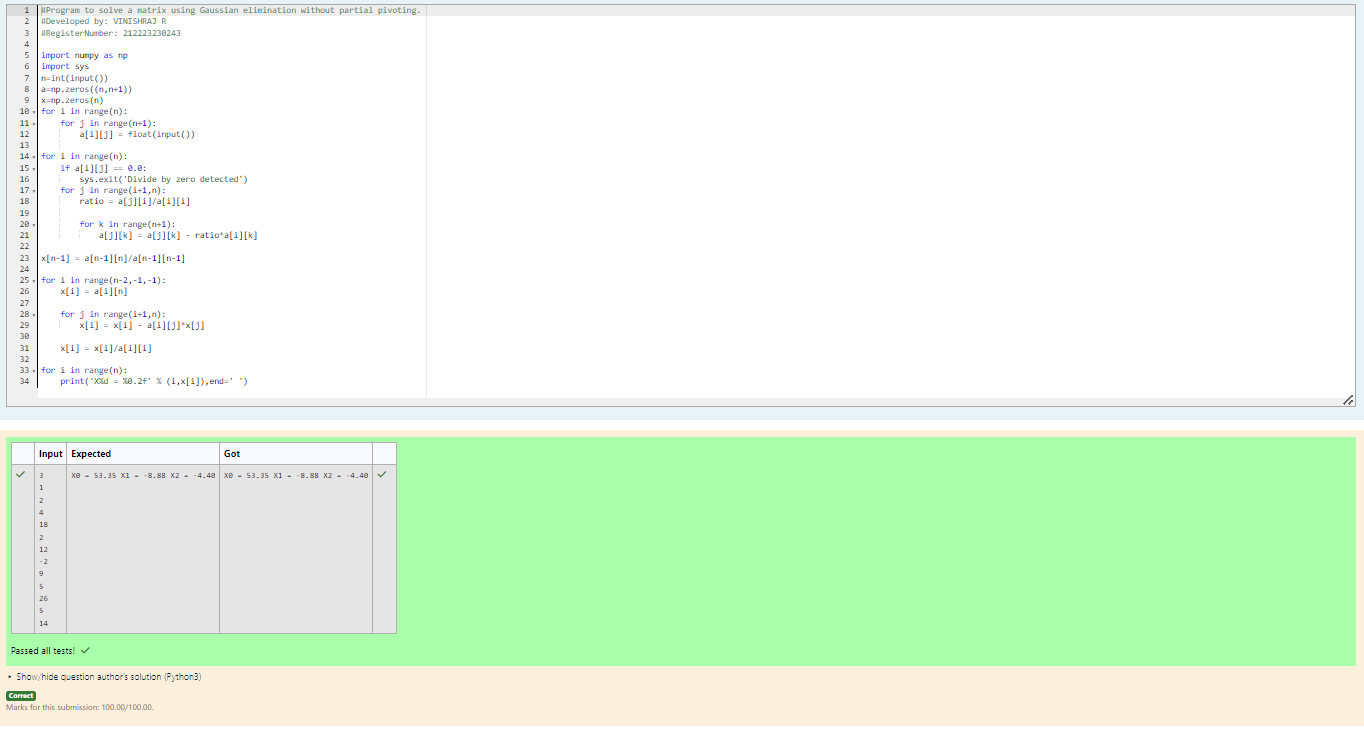 1 #Program to solve a matrix using Gaussian elimination without partial pivoting.
2 #Developed by: VINISHRAJ R
3 #RegisterNumber: 212223230243
4
5 import numpy as np
6 import sys
7 n=int(input())
8 a=np.zeros((n,n+1))
9 x=np.zeros(n)
10 for i in range(n):
11     for j in range(n+1):
12         a[i][j] = float(input())
13
14 for i in range(n):
15     if a[i][j] == 0.0:
16         sys.exit('Divide by zero detected')
17     for j in range(i+1,n):
18         ratio = a[j][i]/a[i][i]
19
20         for k in range(n+1):
21             a[j][k] = a[j][k] - ratio*a[i][k]
22
23 x[n-1] = a[n-1][n]/a[n-1][n-1]
24
25 for i in range(n-2,-1,-1):
26     x[i] = a[i][n]
27
28     for j in range(i+1,n):
29         x[i] = x[i] - a[i][j]*x[j]
30
31     x[i] = x[i]/a[i][i]
32
33 for i in range(n):
34     print('X%d = %0.2f' % (i,x[i]),end=' ')
Input Expected Got
3 X0 = 53.35 X1 = -8.88 X2 = -4.40 X0 = 53.35 X1 = -8.88 X2 = -4.40
1
2
4
18
2
12
-2
9
5
26
5
14
Passed all tests!
Show/hide question author's solution (Python3)
Correct
Marks for this submission: 100.00/100.00.